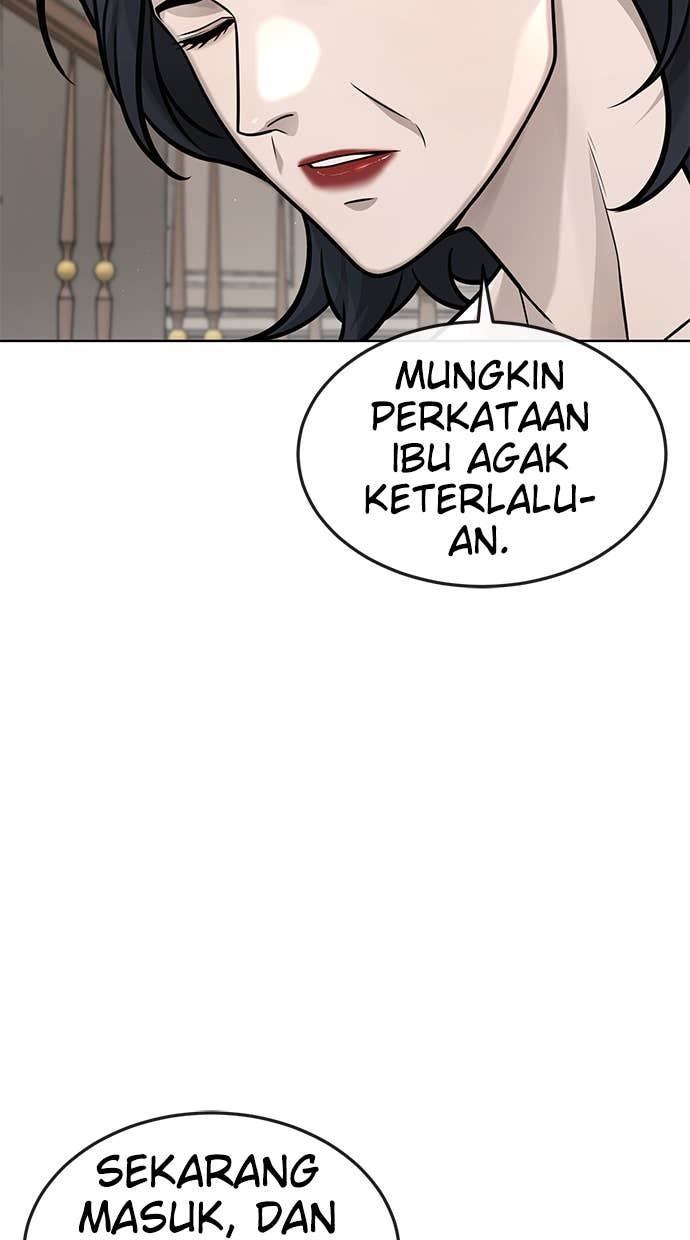 MUNGKIN
PERKATAAN
IBU AGAK
KETERLALU-
AN.
SEKARANG
MASUK, DAN